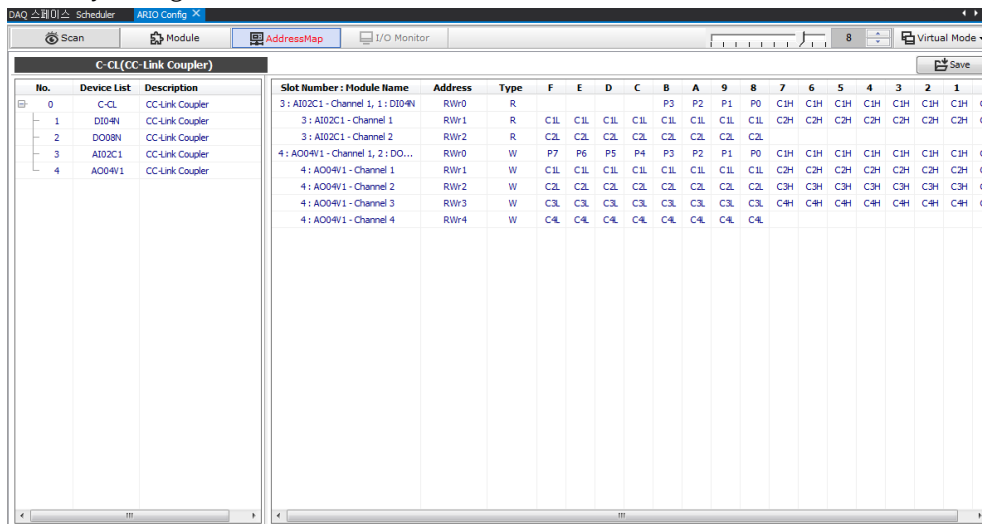 DAQ 스페이스 Scheduler ARIO Config
Scan Module AddressMap I/O Monitor 8 Virtual Mode
C-CL(CC-Link Coupler) Save
No. Device List Description
0 C-CL CC-Link Coupler
1 DI04N CC-Link Coupler
2 DO08N CC-Link Coupler
3 AI02C1 CC-Link Coupler
4 AO04V1 CC-Link Coupler
Slot Number : Module Name Address Type F E D C B A 9 8 7 6 5 4 3 2 1
3 : AI02C1 - Channel 1, 1 : DI04N RWr0 R P3 P2 P1 P0 C1H C1H C1H C1H C1H C1H C1H
3 : AI02C1 - Channel 1 RWr1 R C1L C1L C1L C1L C1L C1L C1L C1L C2H C2H C2H C2H C2H C2H C2H
3 : AI02C1 - Channel 2 RWr2 R C2L C2L C2L C2L C2L C2L C2L C2L
4 : AO04V1 - Channel 1, 2 : DO... RWr0 W P7 P6 P5 P4 P3 P2 P1 P0 C1H C1H C1H C1H C1H C1H C1H
4 : AO04V1 - Channel 1 RWr1 W C1L C1L C1L C1L C1L C1L C1L C1L C2H C2H C2H C2H C2H C2H C2H
4 : AO04V1 - Channel 2 RWr2 W C2L C2L C2L C2L C2L C2L C2L C2L C3H C3H C3H C3H C3H C3H C3H
4 : AO04V1 - Channel 3 RWr3 W C3L C3L C3L C3L C3L C3L C3L C3L C4H C4H C4H C4H C4H C4H C4H
4 : AO04V1 - Channel 4 RWr4 W C4L C4L C4L C4L C4L C4L C4L C4L